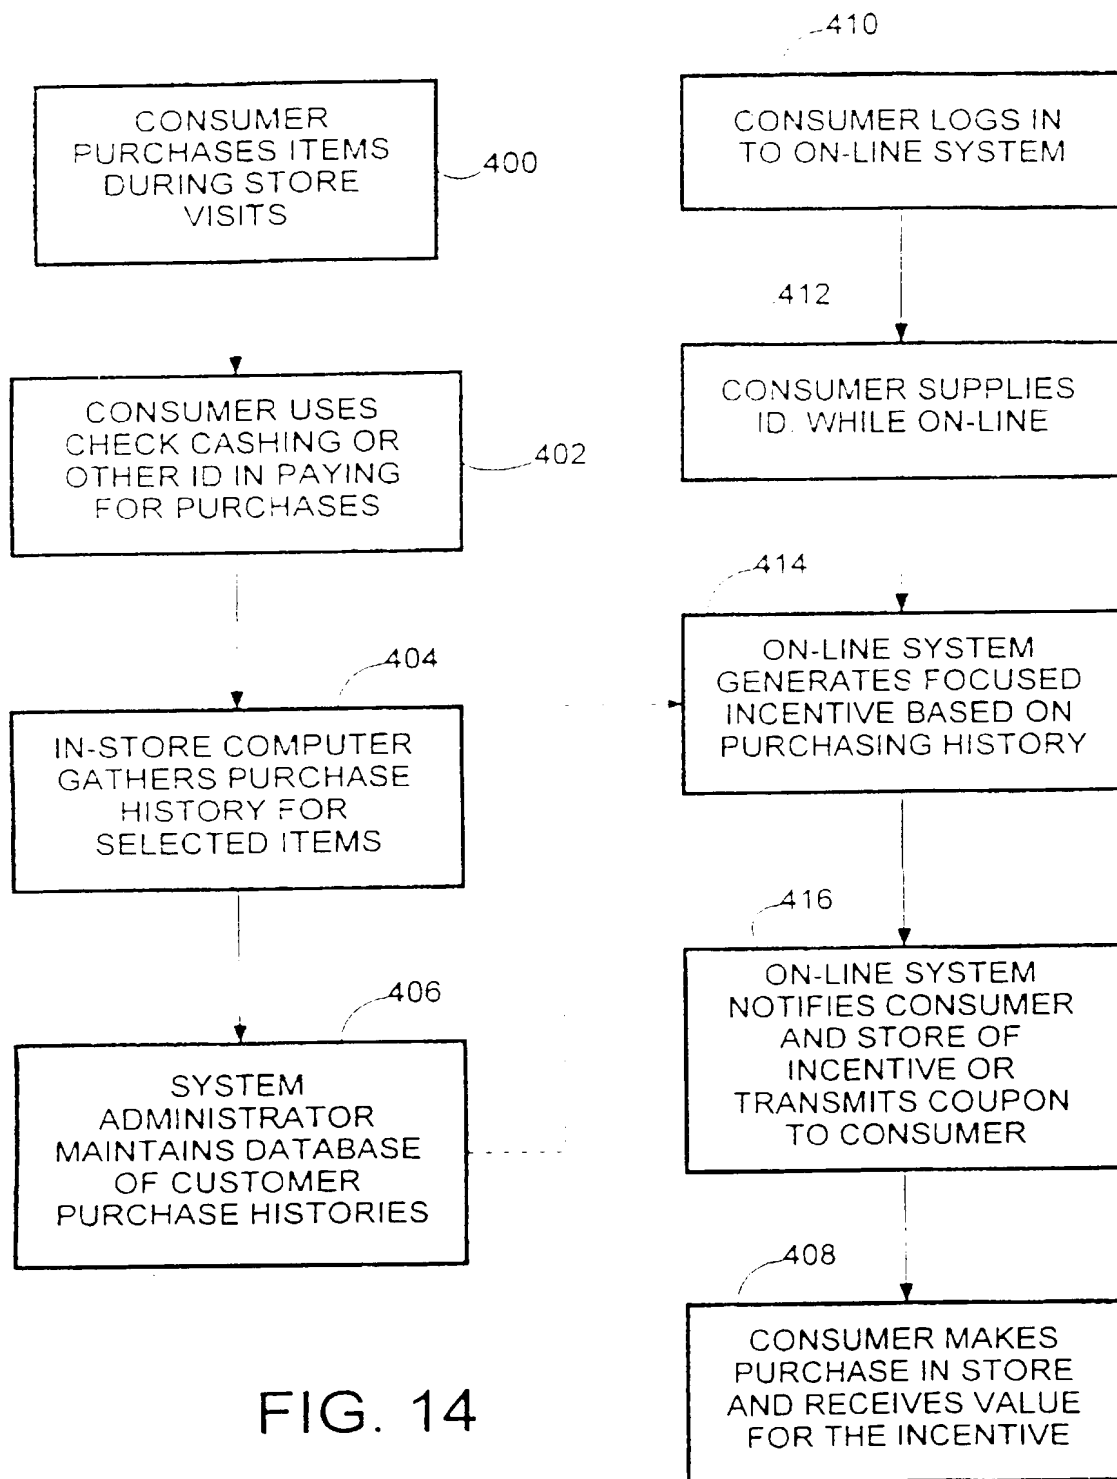 CONSUMER
PURCHASES ITEMS
DURING STORE
VISITS
400
CONSUMER USES
CHECK CASHING OR
OTHER ID IN PAYING
FOR PURCHASES
402
404
IN-STORE COMPUTER
GATHERS PURCHASE
HISTORY FOR
SELECTED ITEMS
406
SYSTEM
ADMINISTRATOR
MAINTAINS DATABASE
OF CUSTOMER
PURCHASE HISTORIES
410
CONSUMER LOGS IN
TO ON-LINE SYSTEM
412
CONSUMER SUPPLIES
ID. WHILE ON-LINE
414
ON-LINE SYSTEM
GENERATES FOCUSED
INCENTIVE BASED ON
PURCHASING HISTORY
416
ON-LINE SYSTEM
NOTIFIES CONSUMER
AND STORE OF
INCENTIVE OR
TRANSMITS COUPON
TO CONSUMER
408
CONSUMER MAKES
PURCHASE IN STORE
AND RECEIVES VALUE
FOR THE INCENTIVE
FIG. 14